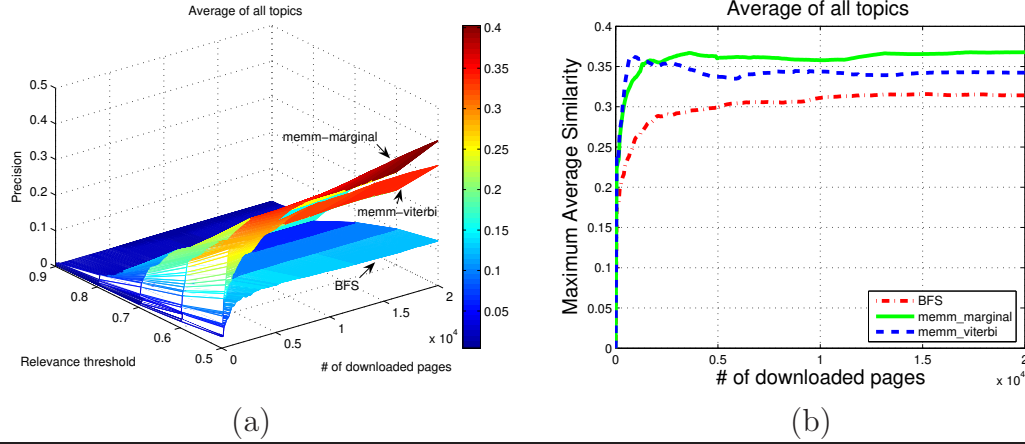 Average of all topics
0.5
0.4
0.3
0.2
0.1
0
Precision
0.9
0.8
0.7
0.6
0.5
Relevance threshold
0
0.5
1
1.5
2
x 10^4
# of downloaded pages
memm-marginal
memm-viterbi
BFS
0.4
0.35
0.3
0.25
0.2
0.15
0.1
0.05
(a)
Average of all topics
0.4
0.35
0.3
0.25
0.2
0.15
0.1
0.05
0
Maximum Average Similarity
0
0.5
1
1.5
2
x 10^4
# of downloaded pages
BFS
memm_marginal
memm_viterbi
(b)